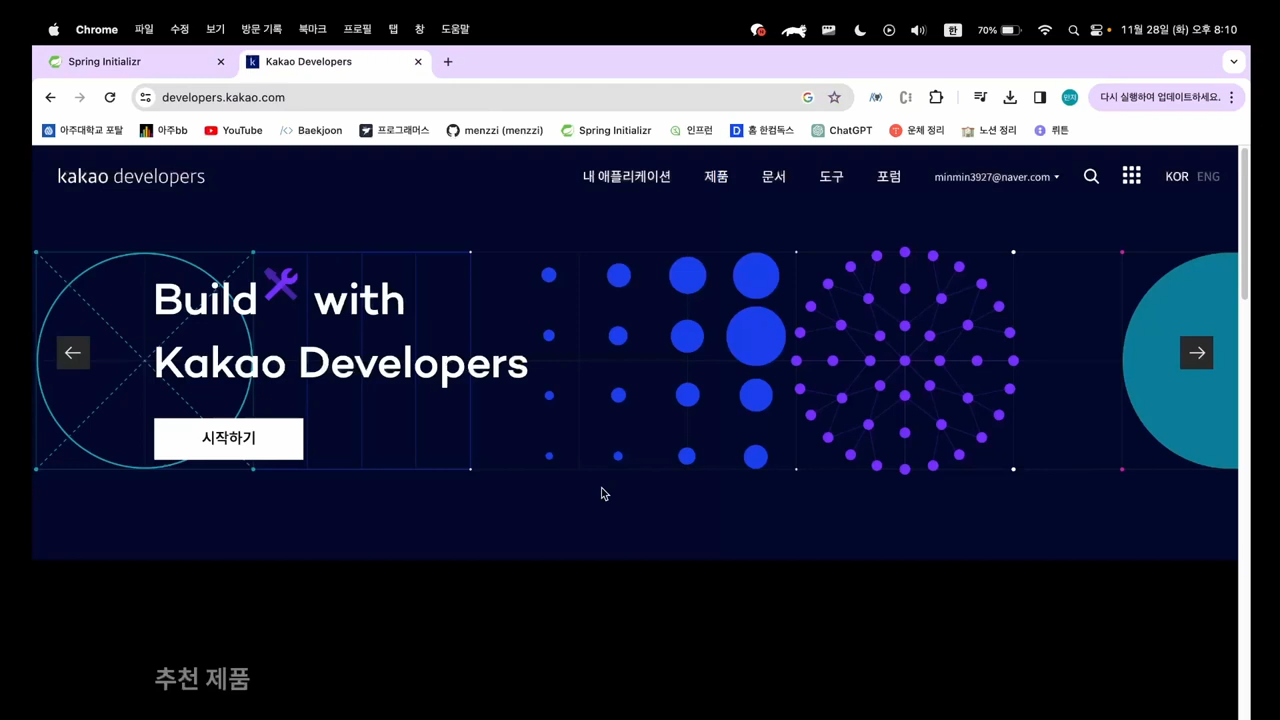 Chrome 파일 수정 보기 방문 기록 북마크 프로필 탭 창 도움말 한 70% 11월 28일 (화) 오후 8:10
Spring Initializr Kakao Developers
developers.kakao.com 민지 다시 실행하여 업데이트하세요.
아주대학교 포탈 아주bb YouTube Baekjoon 프로그래머스 menzzi (menzzi) Spring Initializr 인프런 홈 한컴독스 ChatGPT 운체 정리 노션 정리 뤼튼
kakao developers 내 애플리케이션 제품 문서 도구 포럼 minmin3927@naver.com KOR ENG
Build with
Kakao Developers
시작하기
추천 제품